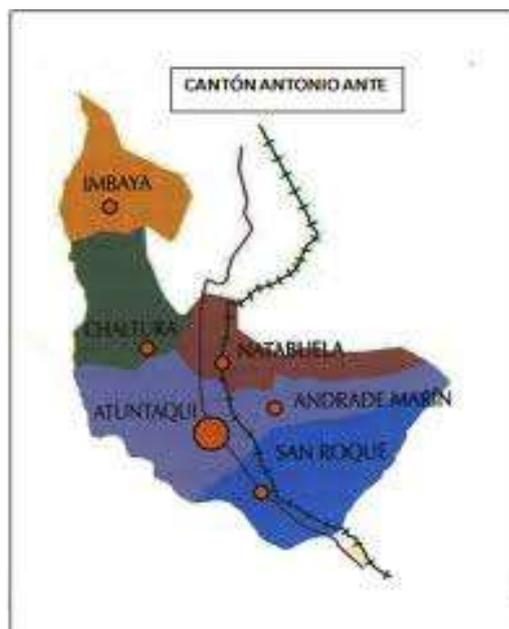 CANTÓN ANTONIO ANTE
IMBAYA
CHALTURA
NATABUELA
ATUNTAQUI
ANDRADE MARÍN
SAN ROQUE